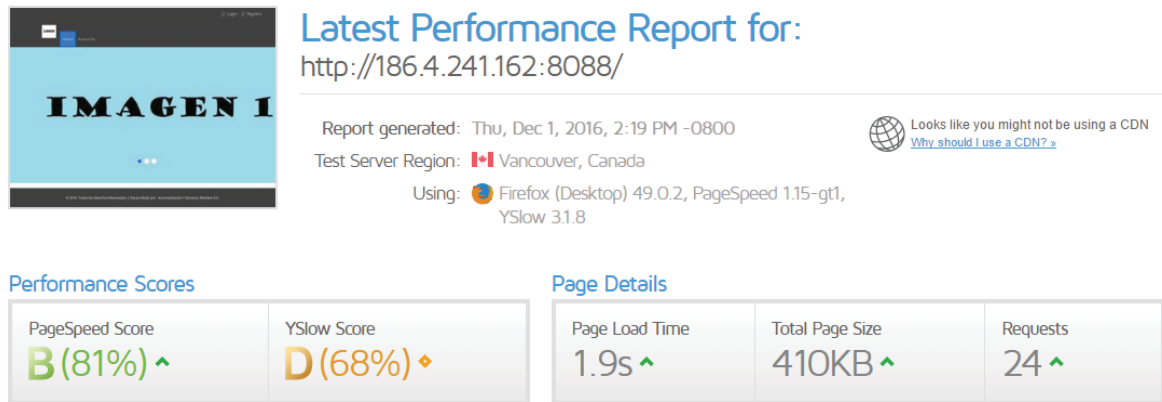 Login Registro
LOGOS
Latest Performance Report for:
http://186.4.241.162:8088/
IMAGEN 1
Report generated: Thu, Dec 1, 2016, 2:19 PM -0800
Looks like you might not be using a CDN
Why should I use a CDN? »
Test Server Region: Vancouver, Canada
Using: Firefox (Desktop) 49.0.2, PageSpeed 1.15-gt1,
YSlow 3.1.8
Performance Scores
Page Details
PageSpeed Score
YSlow Score
Page Load Time
Total Page Size
Requests
B (81%)
D (68%)
1.9s
410KB
24